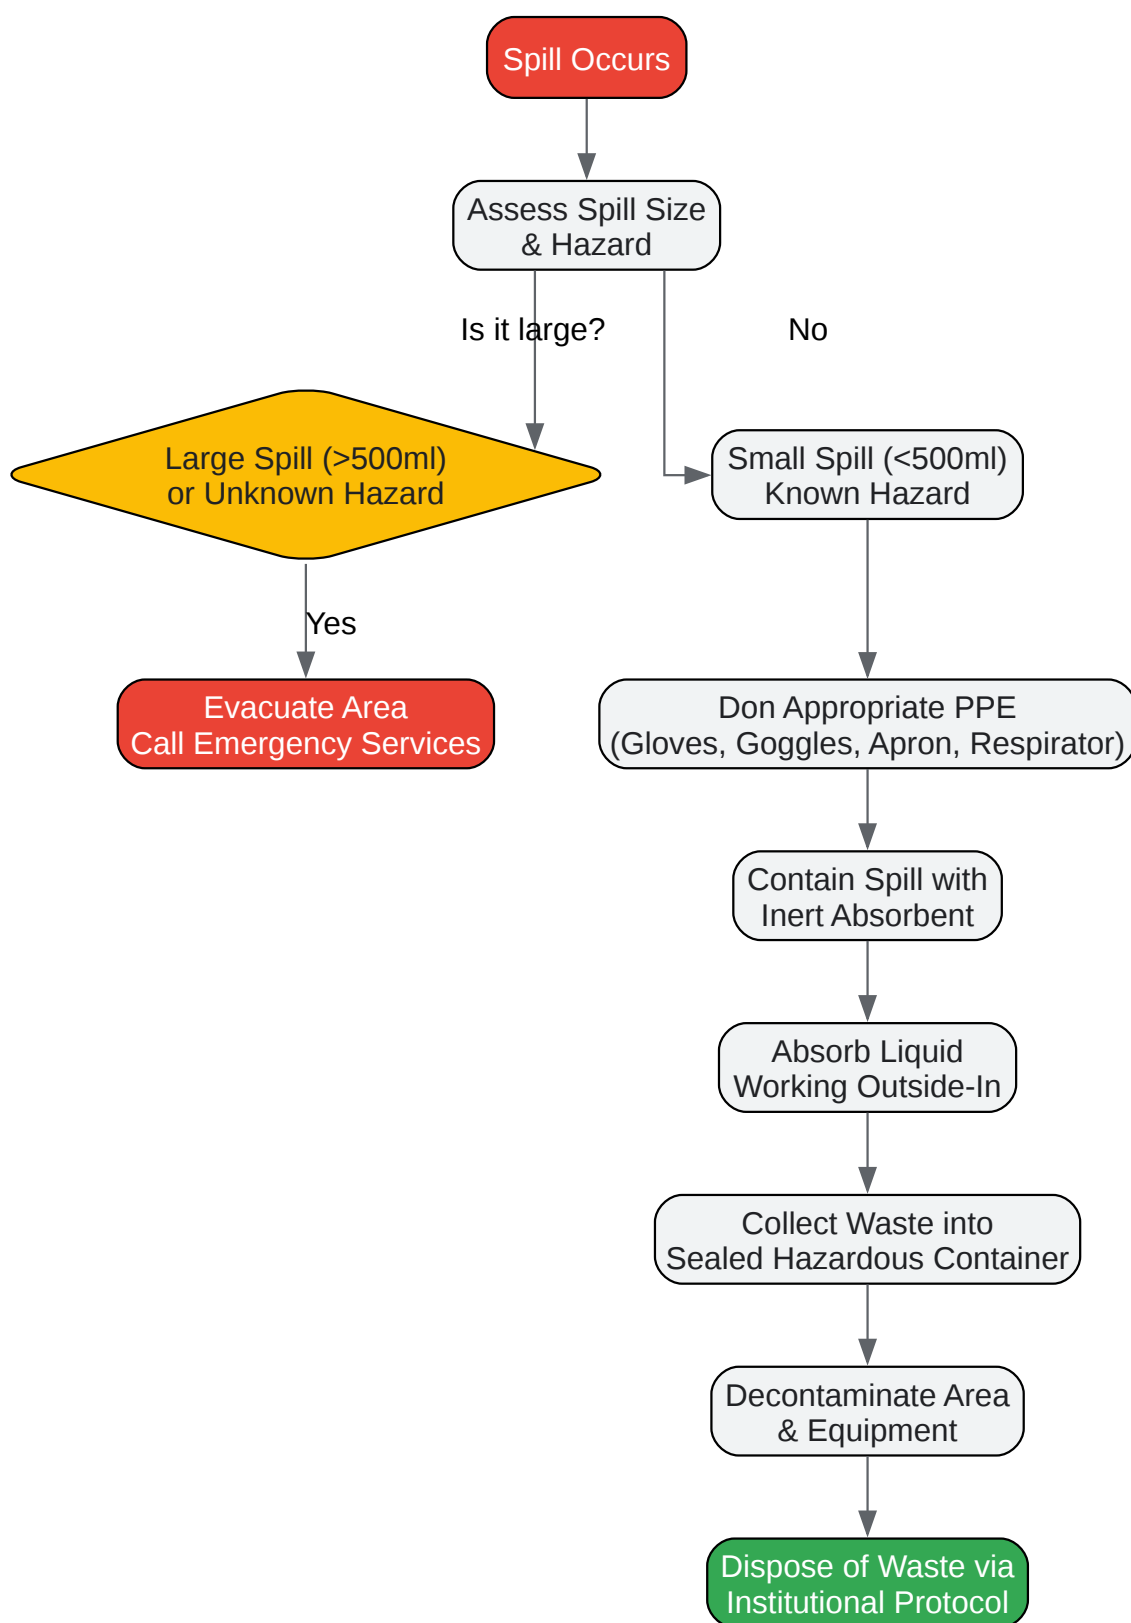 Spill Occurs
Assess Spill Size
& Hazard
Is it large?
No
Large Spill (>500ml)
or Unknown Hazard
Small Spill (<500ml)
Known Hazard
Yes
Evacuate Area
Call Emergency Services
Don Appropriate PPE
(Gloves, Goggles, Apron, Respirator)
Contain Spill with
Inert Absorbent
Absorb Liquid
Working Outside-In
Collect Waste into
Sealed Hazardous Container
Decontaminate Area
& Equipment
Dispose of Waste via
Institutional Protocol